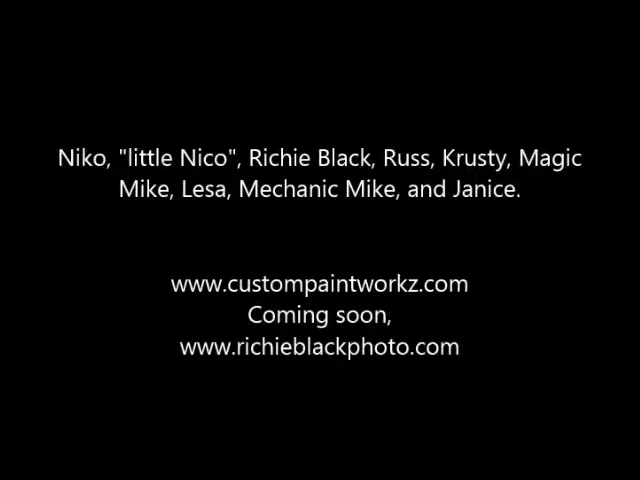 Niko, "little Nico", Richie Black, Russ, Krusty, Magic
Mike, Lesa, Mechanic Mike, and Janice.
www.custompaintworkz.com
Coming soon,
www.richieblackphoto.com